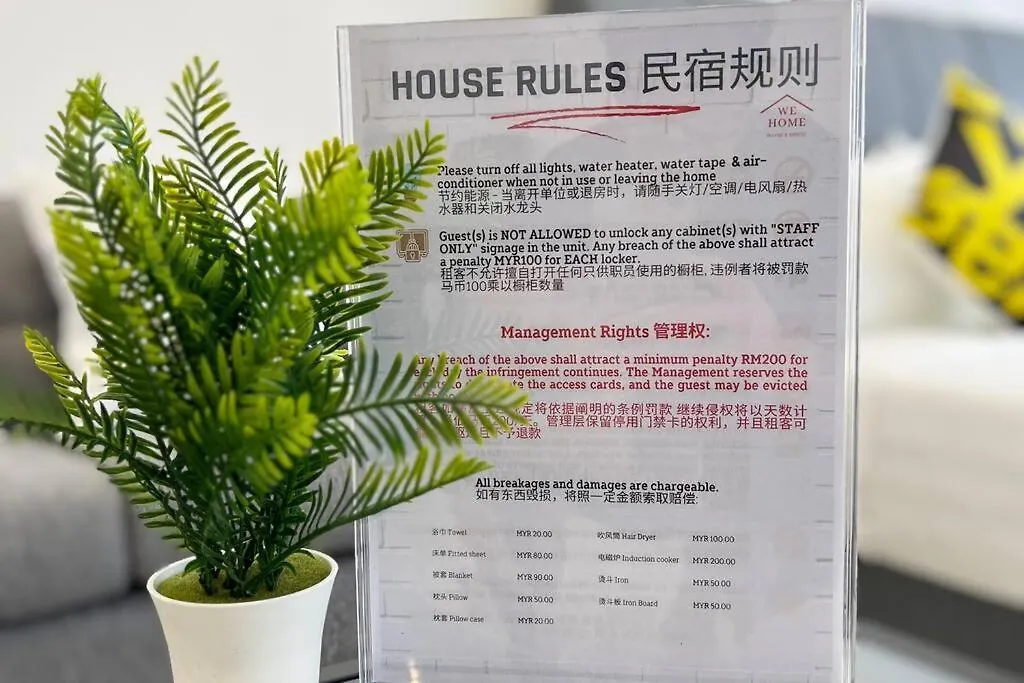 HOUSE RULES 民宿规则
WE
HOME
Please turn off all lights, water heater, water tape & air-
conditioner when not in use or leaving the home
节约能源 - 当离开单位或退房时，请随手关灯/空调/电风扇/热
水器和关闭水龙头
Guest(s) is NOT ALLOWED to unlock any cabinet(s) with "STAFF
ONLY" signage in the unit. Any breach of the above shall attract
a penalty MYR100 for EACH locker.
租客不允许擅自打开任何只供职员使用的橱柜, 违例者将被罚款
马币100乘以橱柜数量
Management Rights 管理权:
breach of the above shall attract a minimum penalty RM200 for
the infringement continues. The Management reserves the
the access cards, and the guest may be evicted
定将依据阐明的条例罚款 继续侵权将以天数计
管理层保留停用门禁卡的权利，并且租客可
予退款
All breakages and damages are chargeable.
如有东西毁损，将照一定金额索取赔偿:
浴巾 Towel MYR 20.00 吹风筒 Hair Dryer MYR 100.00
床单 Fitted sheet MYR 80.00 电磁炉 Induction cooker MYR 200.00
被套 Blanket MYR 90.00 烫斗 Iron MYR 50.00
枕头 Pillow MYR 50.00 烫斗板 Iron Board MYR 50.00
枕套 Pillow case MYR 20.00